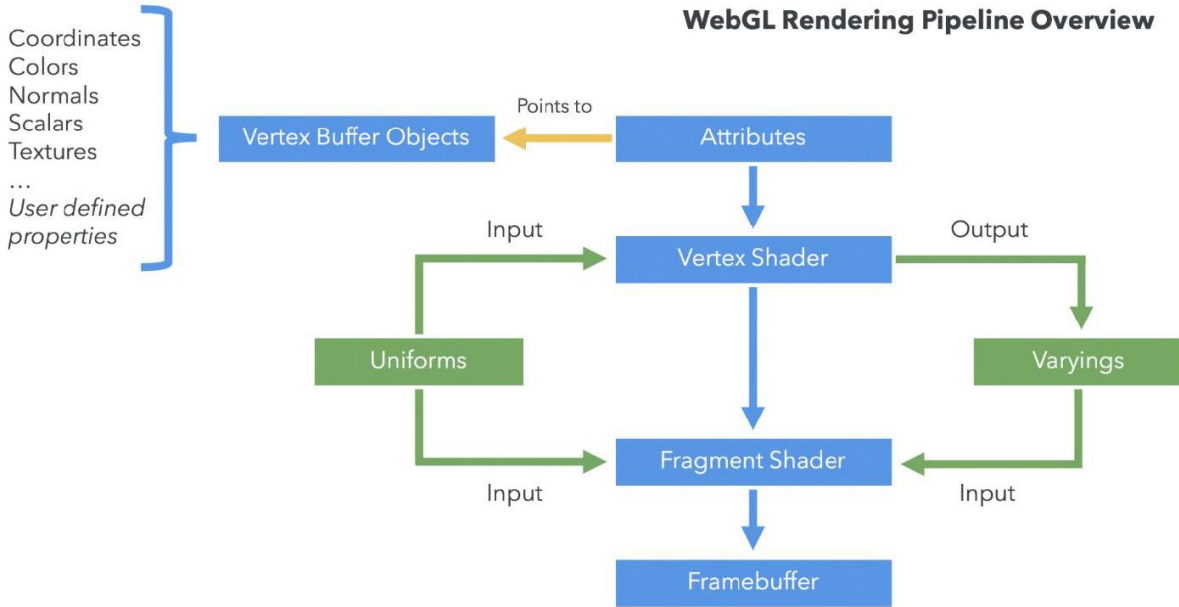 WebGL Rendering Pipeline Overview
Coordinates
Colors
Normals
Scalars
Textures
...
User defined
properties
Vertex Buffer Objects
Points to
Attributes
Input
Vertex Shader
Output
Uniforms
Varyings
Fragment Shader
Input
Input
Framebuffer